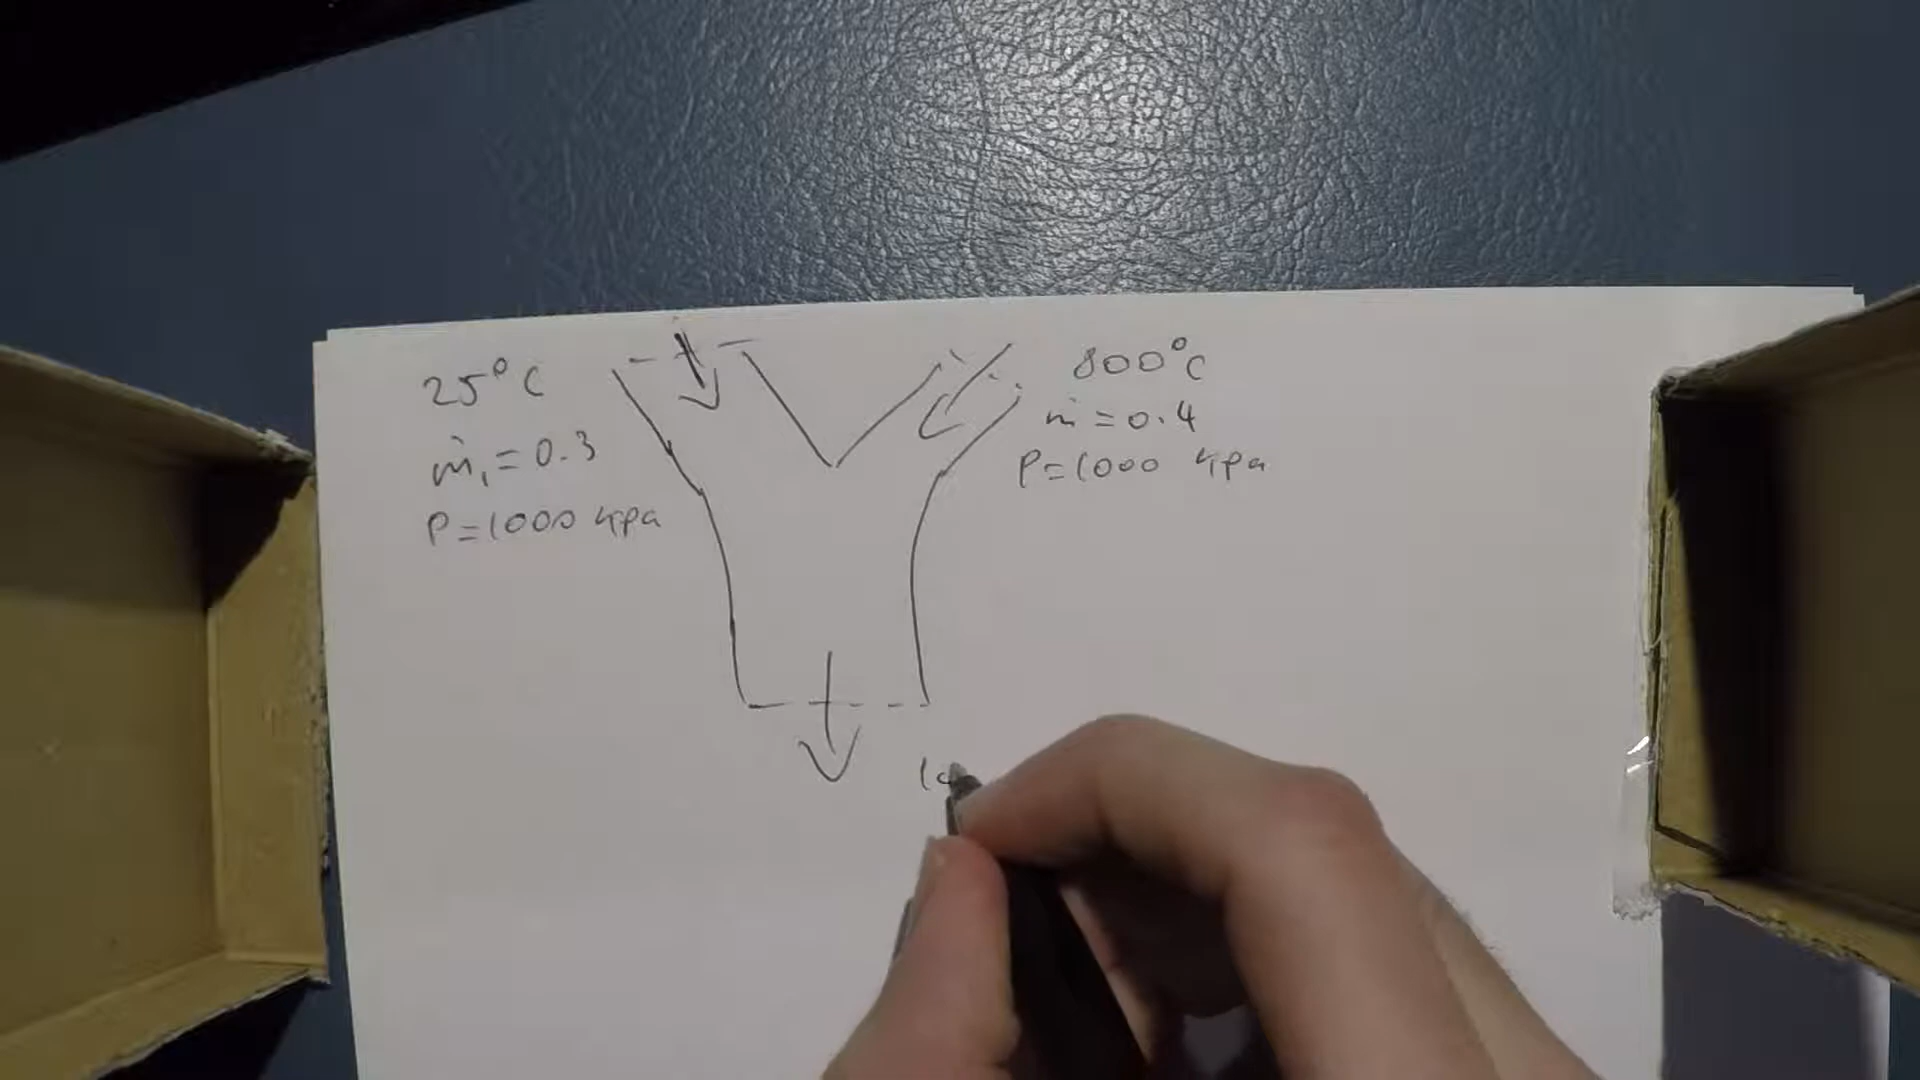 25°C
ṁ₁ = 0.3
P = 1000 kPa
800°C
ṁ = 0.4
P = 1000 kPa